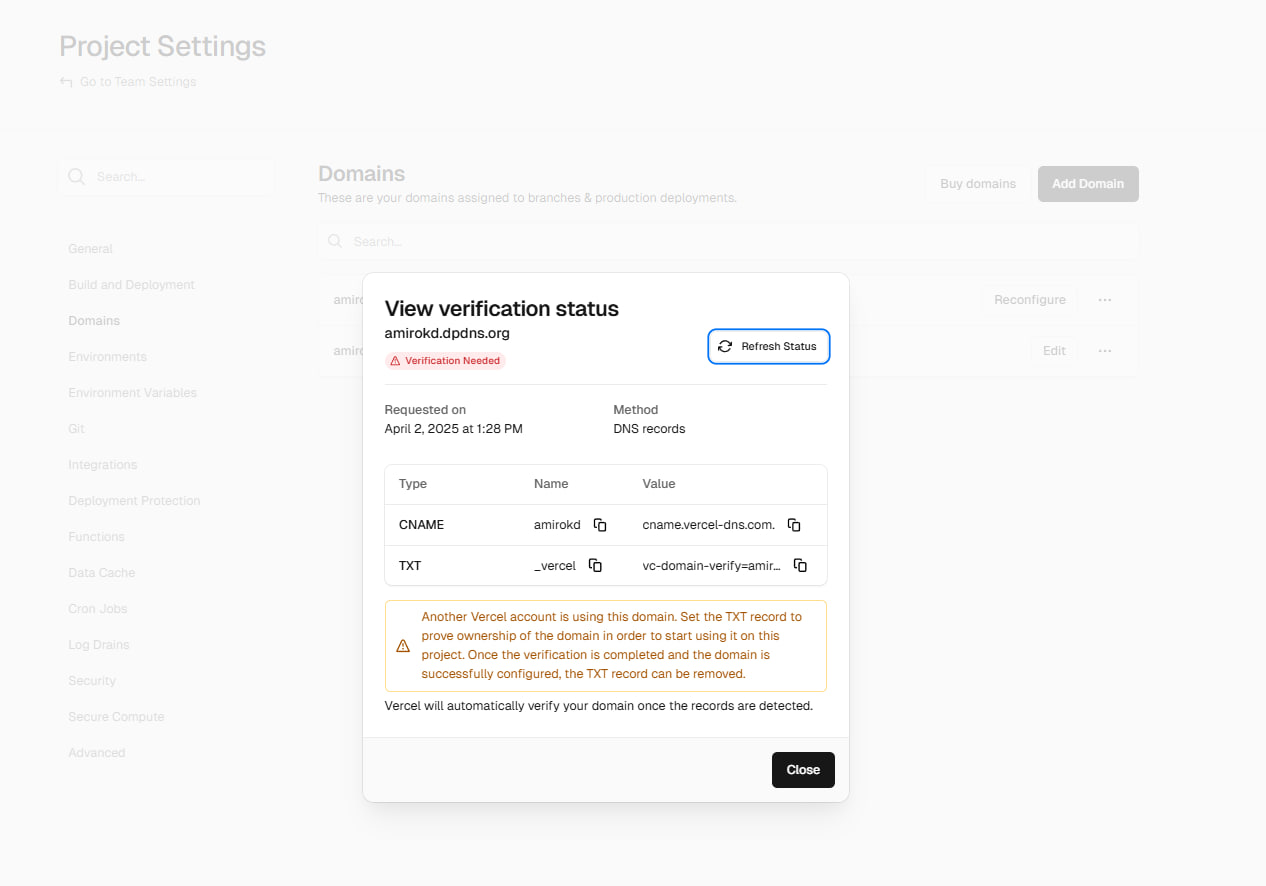 Project Settings
Go to Team Settings
Search...
Domains
These are your domains assigned to branches & production deployments.
Buy domains
Add Domain
Search...
General
Build and Deployment
Domains
Environments
Environment Variables
Git
Integrations
Deployment Protection
Functions
Data Cache
Cron Jobs
Log Drains
Security
Secure Compute
Advanced
amiro
Reconfigure
amiro
Edit
View verification status
amirokd.dpdns.org
Verification Needed
Refresh Status
Requested on
Method
April 2, 2025 at 1:28 PM
DNS records
Type Name Value
CNAME amirokd cname.vercel-dns.com.
TXT _vercel vc-domain-verify=amir...
Another Vercel account is using this domain. Set the TXT record to
prove ownership of the domain in order to start using it on this
project. Once the verification is completed and the domain is
successfully configured, the TXT record can be removed.
Vercel will automatically verify your domain once the records are detected.
Close